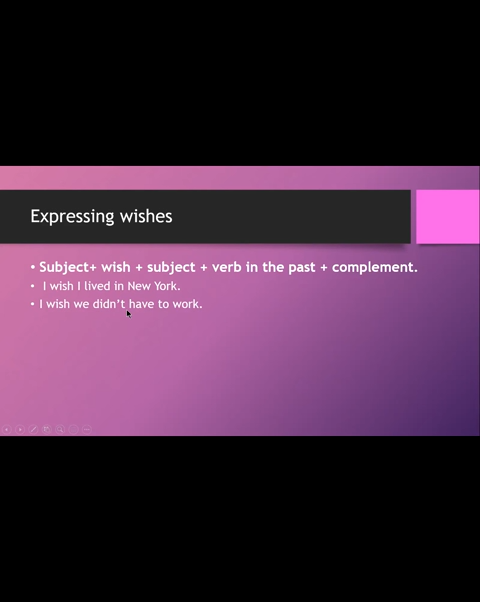 Expressing wishes
• Subject+ wish + subject + verb in the past + complement.
• I wish I lived in New York.
• I wish we didn’t have to work.